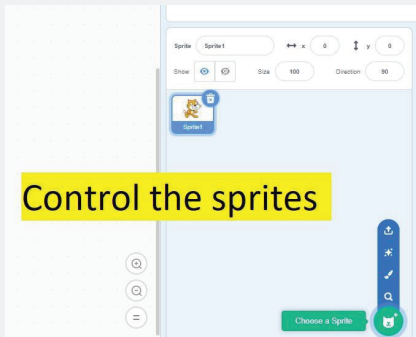 Sprite Sprite1 x 0 y 0
Show Size 100 Direction 90
Sprite1
Control the sprites
Choose a Sprite